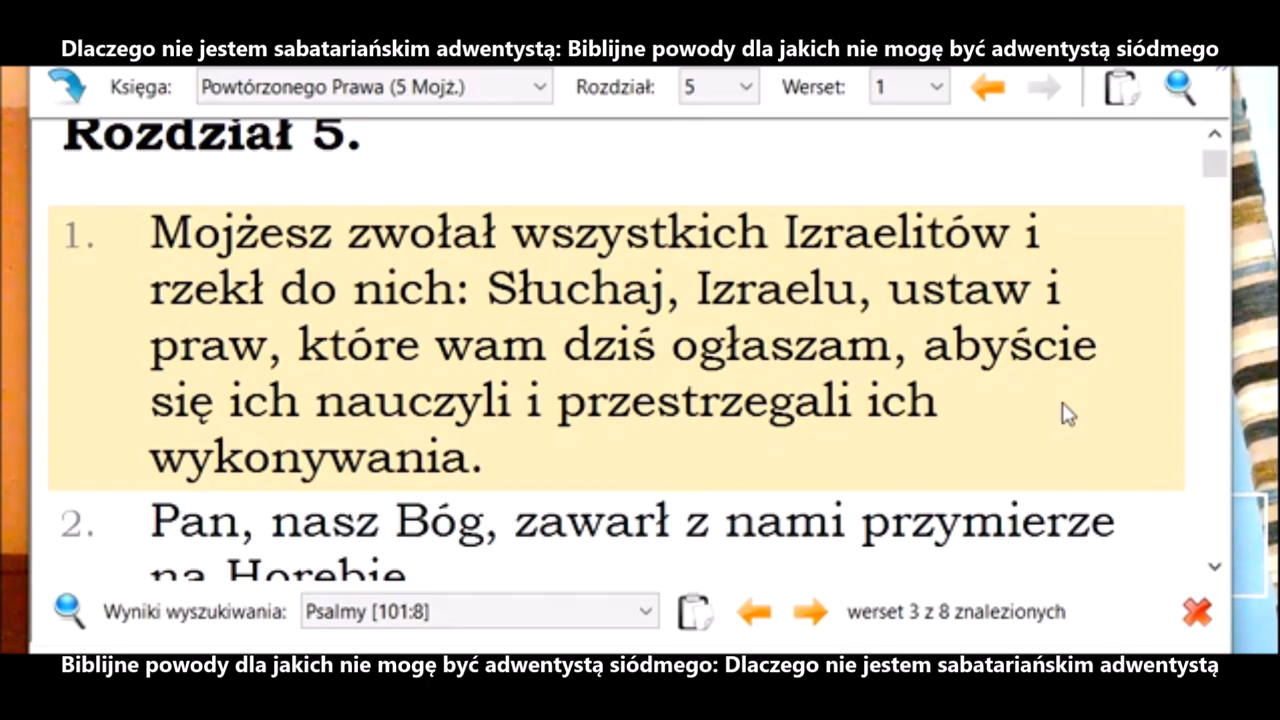 Dlaczego nie jestem sabatariańskim adwentystą: Biblijne powody dla jakich nie mogę być adwentystą siódmego
Księga: Powtórzonego Prawa (5 Mojż.) Rozdział: 5 Werset: 1
Rozdział 5.
1. Mojżesz zwołał wszystkich Izraelitów i
rzekł do nich: Słuchaj, Izraelu, ustaw i
praw, które wam dziś ogłaszam, abyście
się ich nauczyli i przestrzegali ich
wykonywania.
2. Pan, nasz Bóg, zawarł z nami przymierze
na Horebie
Wyniki wyszukiwania: Psalmy [101:8] werset 3 z 8 znalezionych
Biblijne powody dla jakich nie mogę być adwentystą siódmego: Dlaczego nie jestem sabatariańskim adwentystą